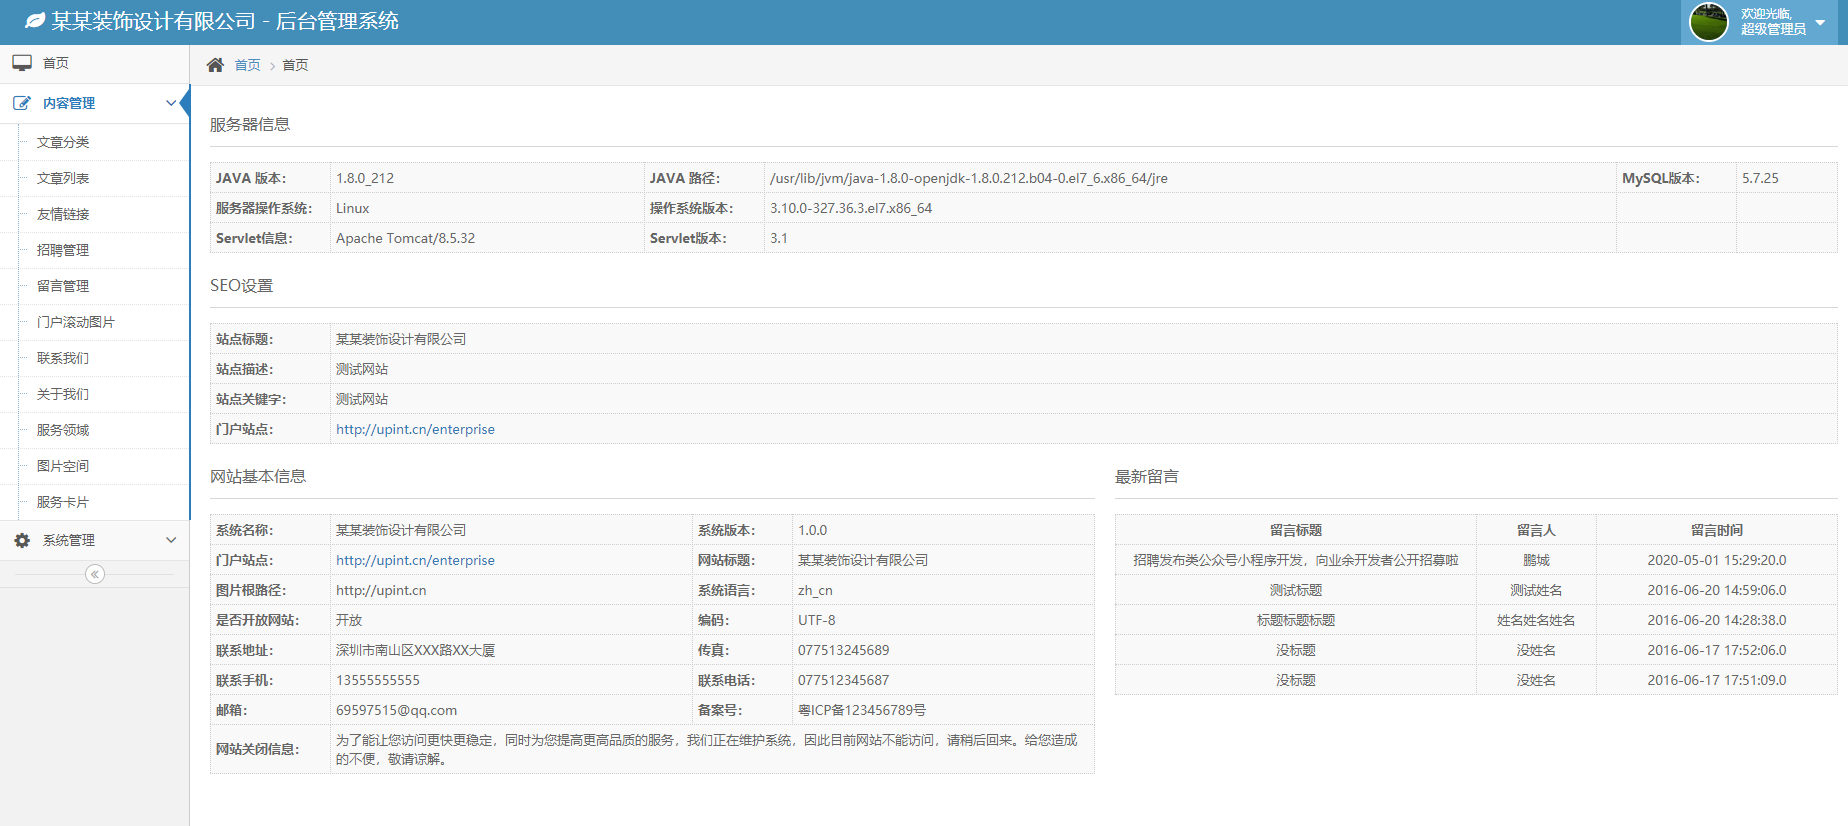 某某装饰设计有限公司 - 后台管理系统
欢迎光临,
超级管理员
首页
内容管理
文章分类
文章列表
友情链接
招聘管理
留言管理
门户滚动图片
联系我们
关于我们
服务领域
图片空间
服务卡片
系统管理
首页 > 首页
服务器信息
JAVA 版本： 1.8.0_212 JAVA 路径： /usr/lib/jvm/java-1.8.0-openjdk-1.8.0.212.b04-0.el7_6.x86_64/jre MySQL版本： 5.7.25
服务器操作系统： Linux 操作系统版本： 3.10.0-327.36.3.el7.x86_64
Servlet信息： Apache Tomcat/8.5.32 Servlet版本： 3.1
SEO设置
站点标题： 某某装饰设计有限公司
站点描述： 测试网站
站点关键字： 测试网站
门户站点： http://upint.cn/enterprise
网站基本信息
系统名称： 某某装饰设计有限公司 系统版本： 1.0.0
门户站点： http://upint.cn/enterprise 网站标题： 某某装饰设计有限公司
图片根路径： http://upint.cn 系统语言： zh_cn
是否开放网站： 开放 编码： UTF-8
联系地址： 深圳市南山区XXX路XX大厦 传真： 077513245689
联系手机： 13555555555 联系电话： 077512345687
邮箱： 69597515@qq.com 备案号： 粤ICP备123456789号
网站关闭信息： 为了能让您访问更快更稳定，同时为您提高更高品质的服务，我们正在维护系统，因此目前网站不能访问，请稍后回来。给您造成
的不便，敬请谅解。
最新留言
留言标题 留言人 留言时间
招聘发布类公众号小程序开发，向业余开发者公开招募啦 鹏城 2020-05-01 15:29:20.0
测试标题 测试姓名 2016-06-20 14:59:06.0
标题标题标题 姓名姓名姓名 2016-06-20 14:28:38.0
没标题 没姓名 2016-06-17 17:52:06.0
没标题 没姓名 2016-06-17 17:51:09.0